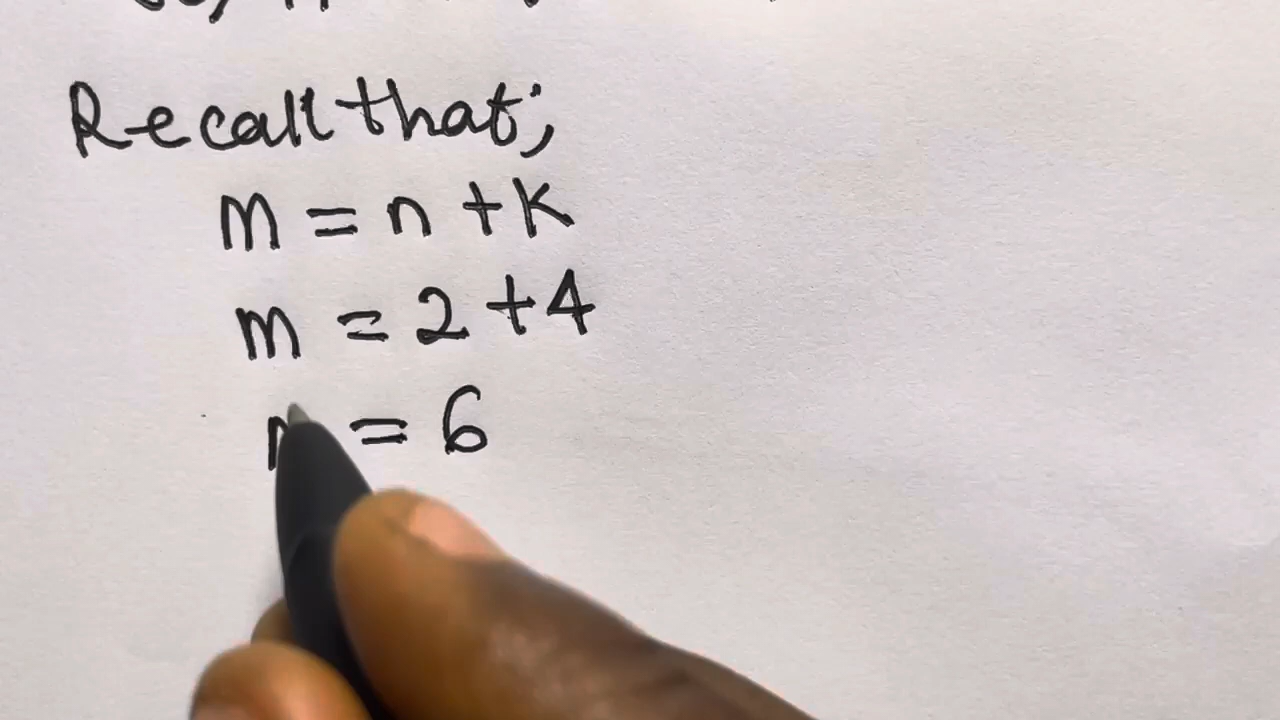 Recall that;
m = n + k
m = 2 + 4
= 6